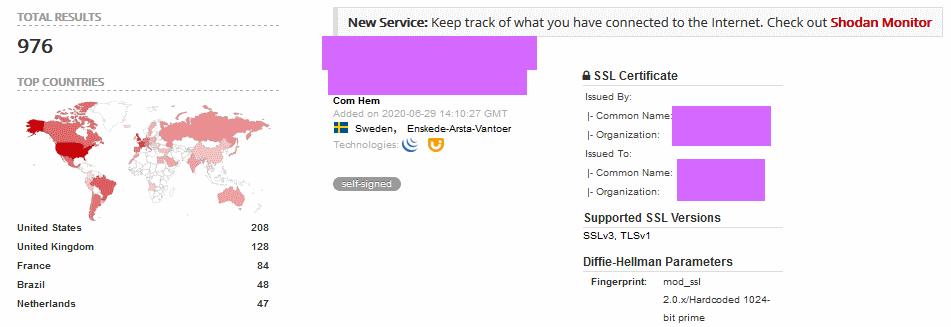 TOTAL RESULTS
976
TOP COUNTRIES
United States 208
United Kingdom 128
France 84
Brazil 48
Netherlands 47
New Service: Keep track of what you have connected to the Internet. Check out Shodan Monitor
Com Hem
Added on 2020-06-29 14:10:27 GMT
Sweden, Enskede-Arsta-Vantoer
Technologies:
self-signed
SSL Certificate
Issued By:
|- Common Name:
|- Organization:
Issued To:
|- Common Name:
|- Organization:
Supported SSL Versions
SSLv3, TLSv1
Diffie-Hellman Parameters
Fingerprint: mod_ssl
2.0.x/Hardcoded 1024-
bit prime